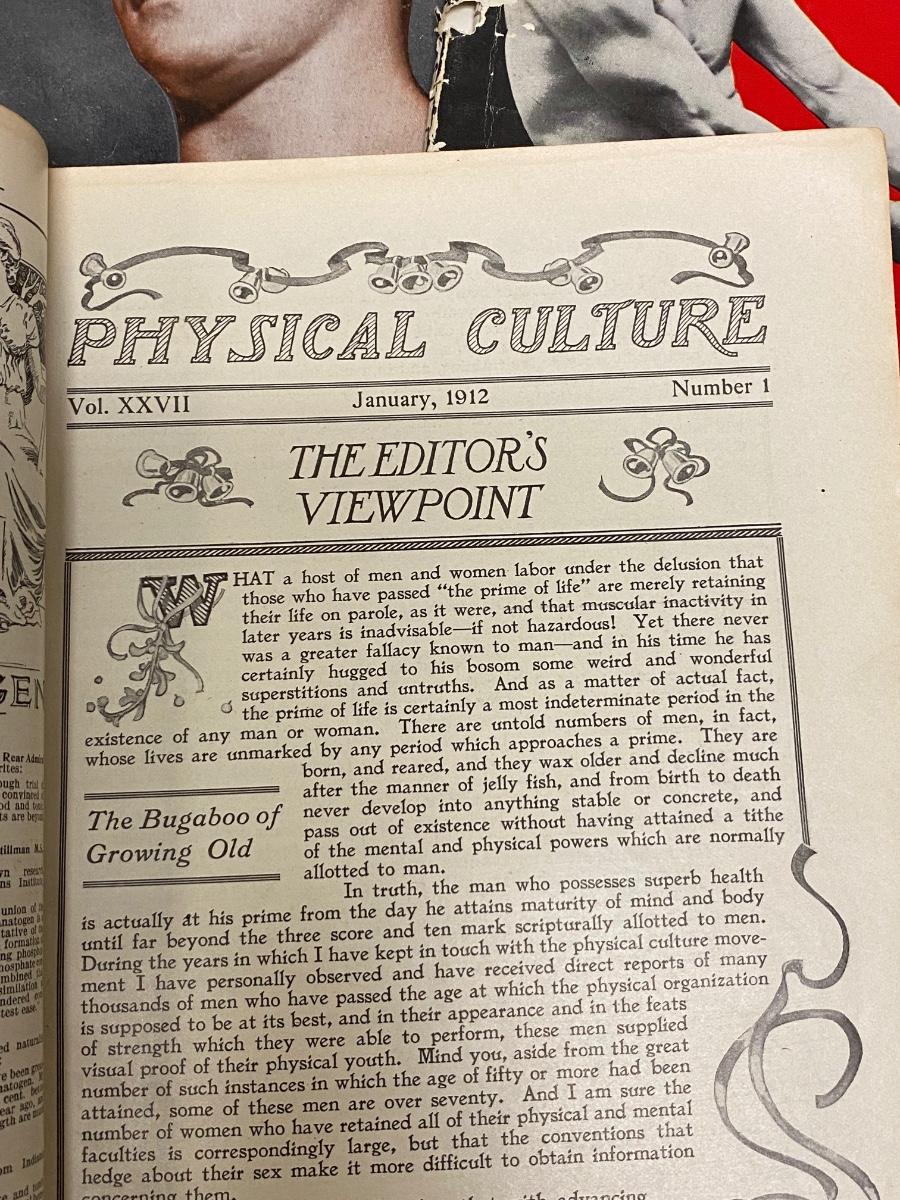 PHYSICAL CULTURE
Vol. XXVII January, 1912 Number 1
THE EDITOR'S
VIEWPOINT
WHAT a host of men and women labor under the delusion that
those who have passed "the prime of life" are merely retaining
their life on parole, as it were, and that muscular inactivity in
later years is inadvisable—if not hazardous! Yet there never
was a greater fallacy known to man—and in his time he has
certainly hugged to his bosom some weird and wonderful
superstitions and untruths. And as a matter of actual fact,
the prime of life is certainly a most indeterminate period in the
existence of any man or woman. There are untold numbers of men, in fact,
whose lives are unmarked by any period which approaches a prime. They are
born, and reared, and they wax older and decline much
after the manner of jelly fish, and from birth to death
never develop into anything stable or concrete, and
pass out of existence without having attained a tithe
of the mental and physical powers which are normally
allotted to man.
The Bugaboo of
Growing Old
In truth, the man who possesses superb health
is actually at his prime from the day he attains maturity of mind and body
until far beyond the three score and ten mark scripturally allotted to men.
During the years in which I have kept in touch with the physical culture move-
ment I have personally observed and have received direct reports of many
thousands of men who have passed the age at which the physical organization
is supposed to be at its best, and in their appearance and in the feats
of strength which they were able to perform, these men supplied
visual proof of their physical youth. Mind you, aside from the great
number of such instances in which the age of fifty or more had been
attained, some of these men are over seventy. And I am sure the
number of women who have retained all of their physical and mental
faculties is correspondingly large, but that the conventions that
hedge about their sex make it more difficult to obtain information
concerning them.
with advancing